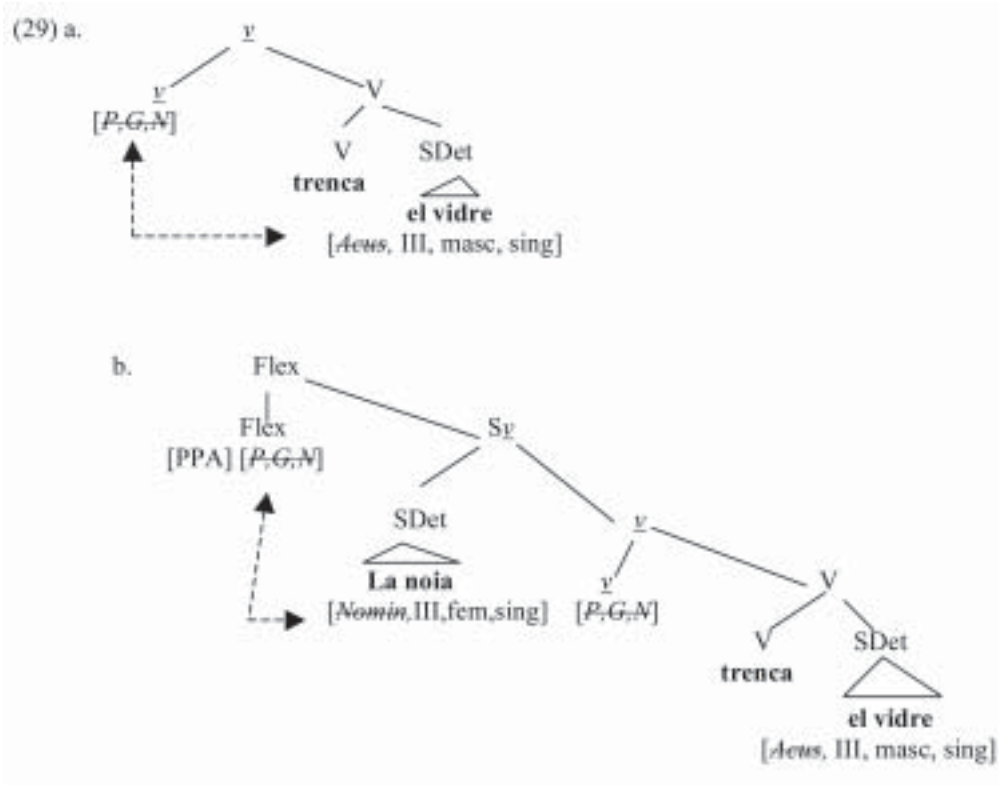 (29) a. v
v V
[P,G,N]
V SDet
trenca
el vidre
[Acus, III, masc, sing]
b. Flex
Flex Sv
[PPA] [P,G,N]
SDet v
La noia v V
[Nomin,III,fem,sing] [P,G,N]
V SDet
trenca
el vidre
[Acus, III, masc, sing]